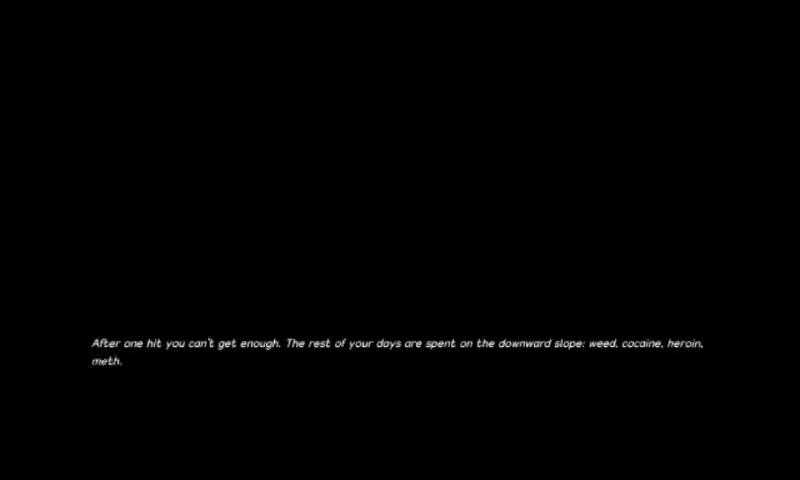 After one hit you can't get enough. The rest of your days are spent on the downward slope: weed, cocaine, heroin,
meth.